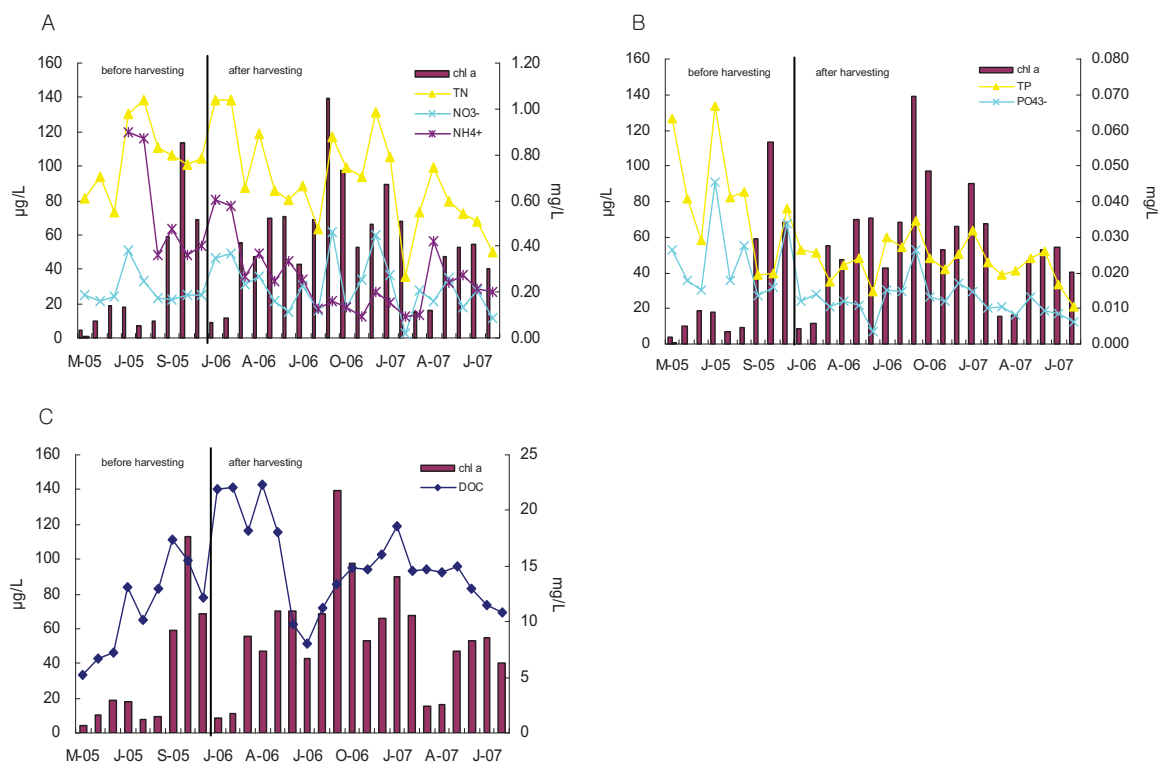 A
before harvesting
after harvesting
chl a
TN
NO3-
NH4+
160
140
120
100
80
60
40
20
0
µg/L
1.20
1.00
0.80
0.60
0.40
0.20
0.00
mg/L
M-05 J-05 S-05 J-06 A-06 J-06 O-06 J-07 A-07 J-07
B
before harvesting
after harvesting
chl a
TP
PO43-
160
140
120
100
80
60
40
20
0
µg/L
0.080
0.070
0.060
0.050
0.040
0.030
0.020
0.010
0.000
mg/L
M-05 J-05 S-05 J-06 A-06 J-06 O-06 J-07 A-07 J-07
C
before harvesting
after harvesting
chl a
DOC
160
140
120
100
80
60
40
20
0
µg/L
25
20
15
10
5
0
mg/L
M-05 J-05 S-05 J-06 A-06 J-06 O-06 J-07 A-07 J-07